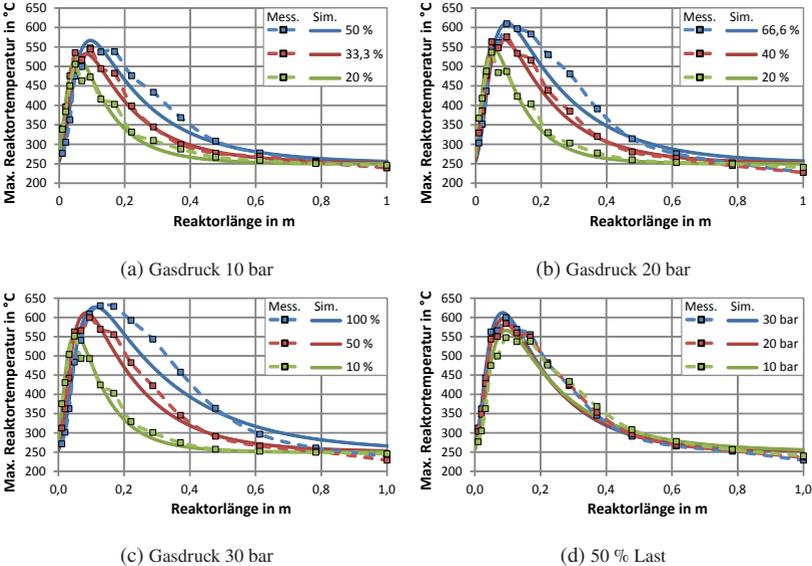 Max. Reaktortemperatur in °C
650
600
550
500
450
400
350
300
250
200
Mess. Sim.
50 %
33,3 %
20 %
0 0,2 0,4 0,6 0,8 1
Reaktorlänge in m
(a) Gasdruck 10 bar
Max. Reaktortemperatur in °C
650
600
550
500
450
400
350
300
250
200
Mess. Sim.
66,6 %
40 %
20 %
0 0,2 0,4 0,6 0,8 1
Reaktorlänge in m
(b) Gasdruck 20 bar
Max. Reaktortemperatur in °C
650
600
550
500
450
400
350
300
250
200
Mess. Sim.
100 %
50 %
10 %
0,0 0,2 0,4 0,6 0,8 1,0
Reaktorlänge in m
(c) Gasdruck 30 bar
Max. Reaktortemperatur in °C
650
600
550
500
450
400
350
300
250
200
Mess. Sim.
30 bar
20 bar
10 bar
0,0 0,2 0,4 0,6 0,8 1,0
Reaktorlänge in m
(d) 50 % Last